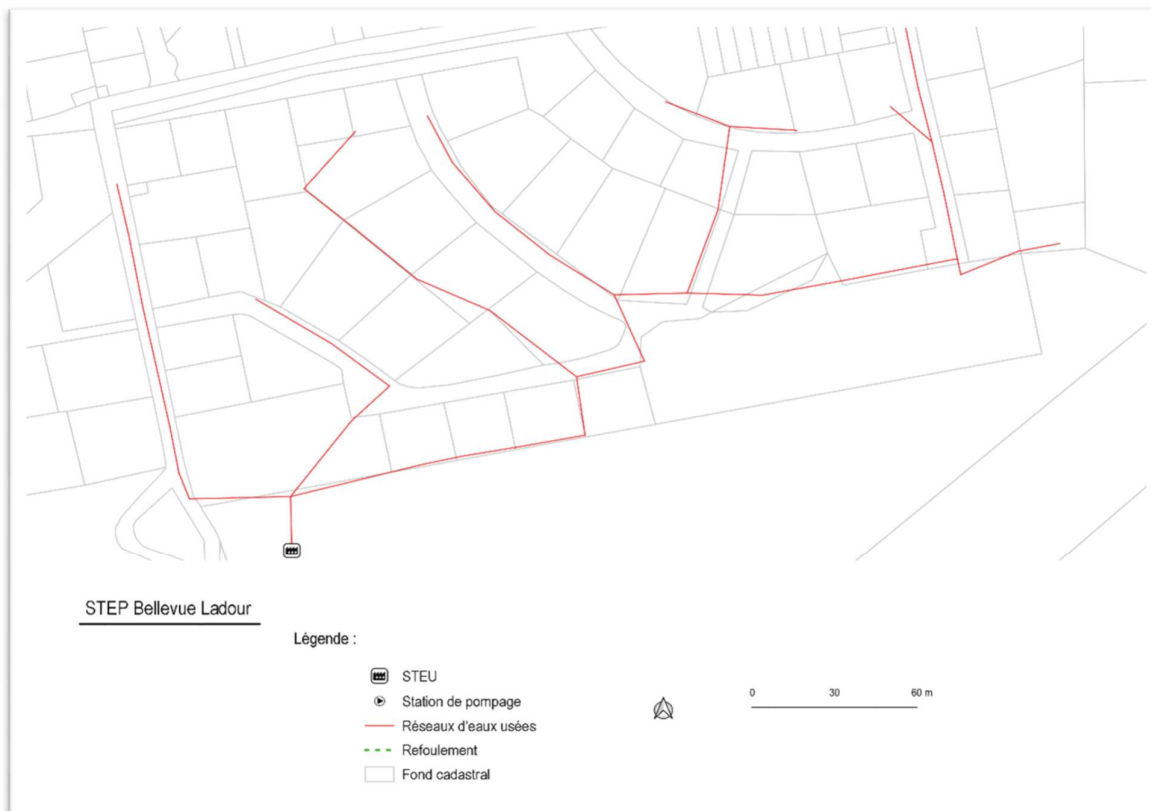 STEP Bellevue Ladour
Légende :
STEU
Station de pompage
Réseaux d'eaux usées
Refoulement
Fond cadastral
0 30 60 m